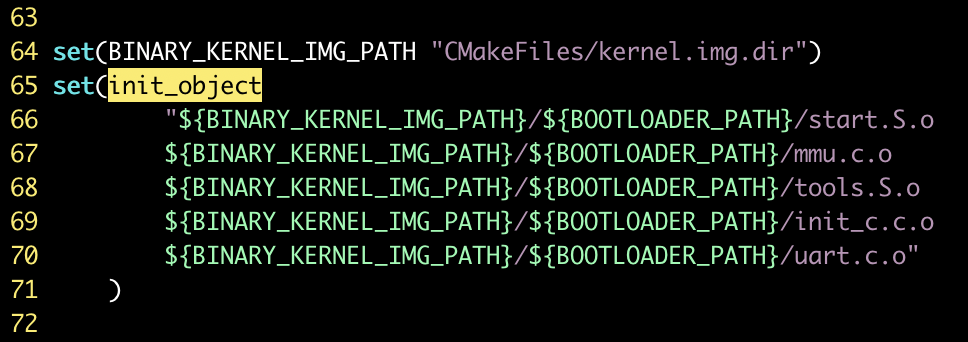 63
64 set(BINARY_KERNEL_IMG_PATH "CMakeFiles/kernel.img.dir")
65 set(init_object
66         "${BINARY_KERNEL_IMG_PATH}/${BOOTLOADER_PATH}/start.S.o
67         ${BINARY_KERNEL_IMG_PATH}/${BOOTLOADER_PATH}/mmu.c.o
68         ${BINARY_KERNEL_IMG_PATH}/${BOOTLOADER_PATH}/tools.S.o
69         ${BINARY_KERNEL_IMG_PATH}/${BOOTLOADER_PATH}/init_c.c.o
70         ${BINARY_KERNEL_IMG_PATH}/${BOOTLOADER_PATH}/uart.c.o"
71     )
72